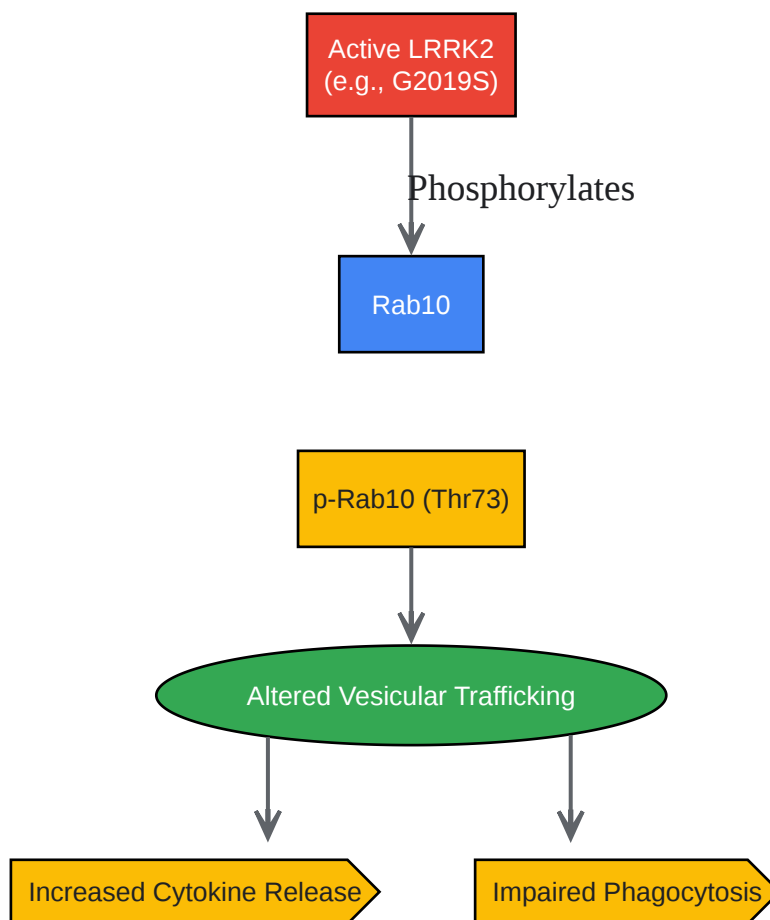 Active LRRK2
(e.g., G2019S)
Phosphorylates
Rab10
p-Rab10 (Thr73)
Altered Vesicular Trafficking
Increased Cytokine Release
Impaired Phagocytosis